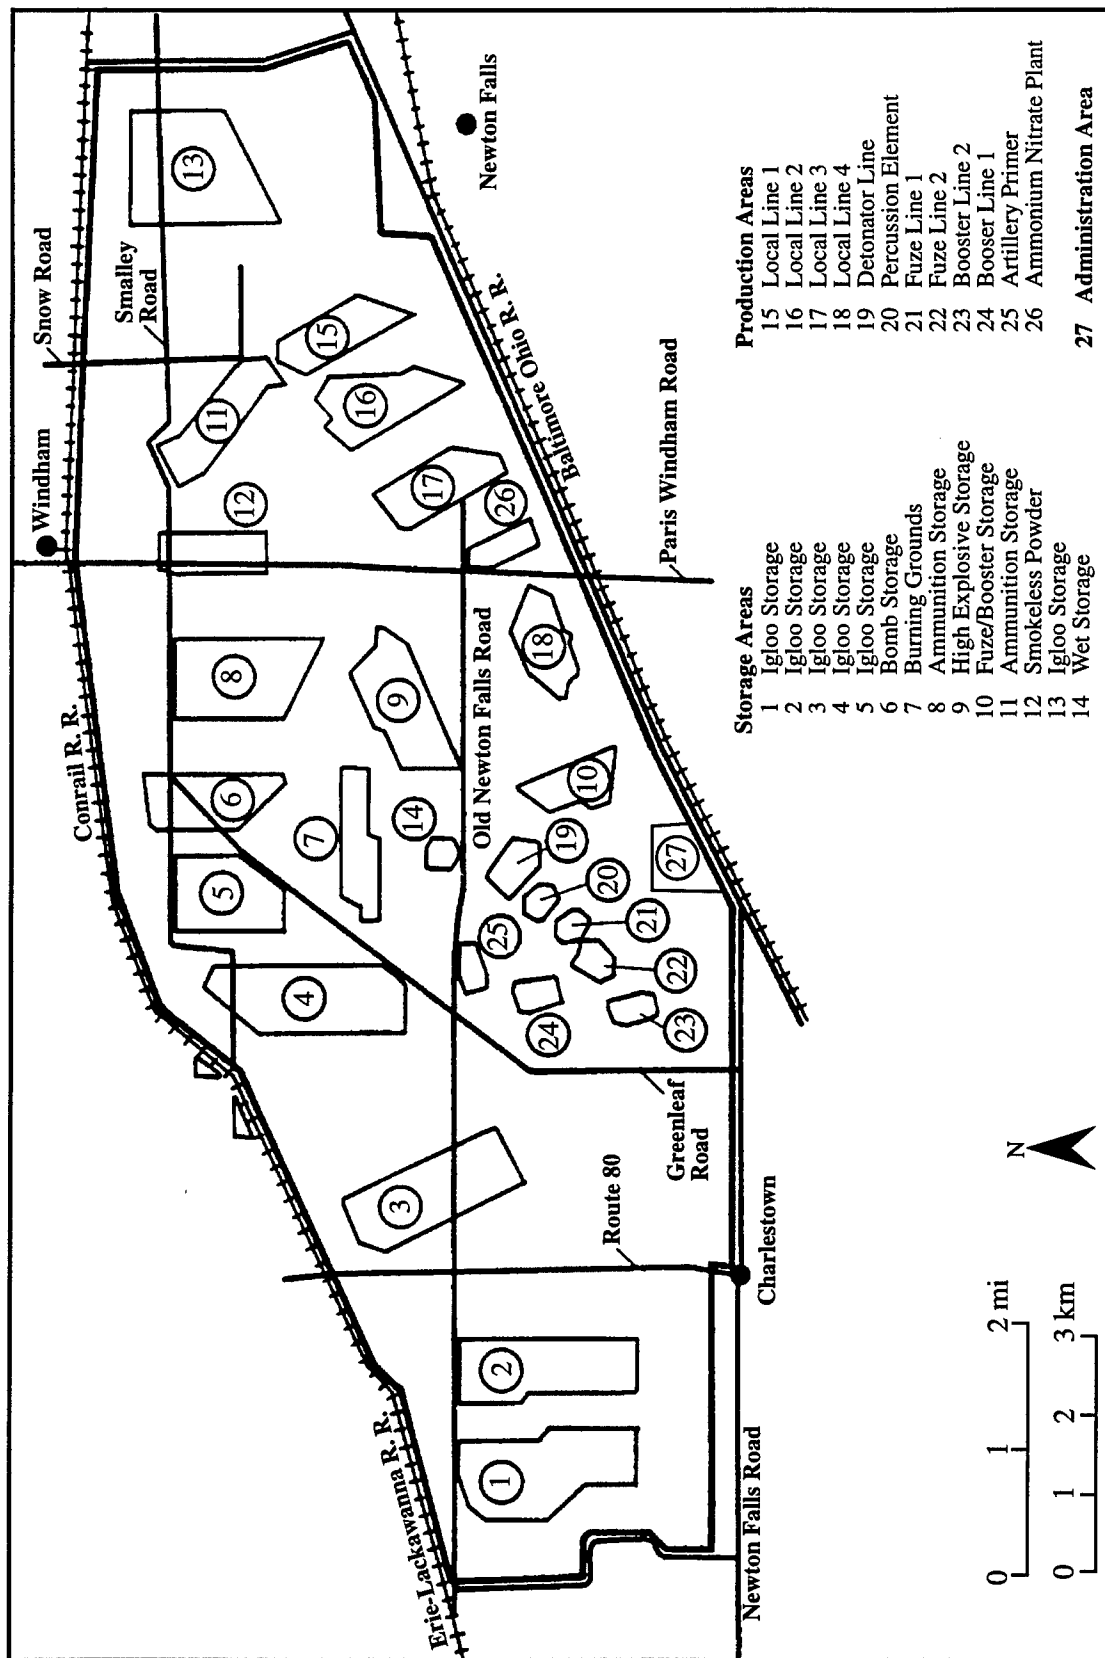 Snow Road
Windham
Smalley
Road
Conrail R. R.
Newton Falls
Erie-Lackawanna R. R.
Baltimore Ohio R. R.
Old Newton Falls Road
Paris Windham Road
Greenleaf
Road
Route 80
Charlestown
Newton Falls Road
1
2
3
4
5
6
7
8
9
10
11
12
13
14
15
16
17
18
19
20
21
22
23
24
25
26
27
N
0 1 2 mi
0 1 2 3 km
Storage Areas
1 Igloo Storage
2 Igloo Storage
3 Igloo Storage
4 Igloo Storage
5 Igloo Storage
6 Bomb Storage
7 Burning Grounds
8 Ammunition Storage
9 High Explosive Storage
10 Fuze/Booster Storage
11 Ammunition Storage
12 Smokeless Powder
13 Igloo Storage
14 Wet Storage
Production Areas
15 Local Line 1
16 Local Line 2
17 Local Line 3
18 Local Line 4
19 Detonator Line
20 Percussion Element
21 Fuze Line 1
22 Fuze Line 2
23 Booster Line 2
24 Booser Line 1
25 Artillery Primer
26 Ammonium Nitrate Plant
27 Administration Area